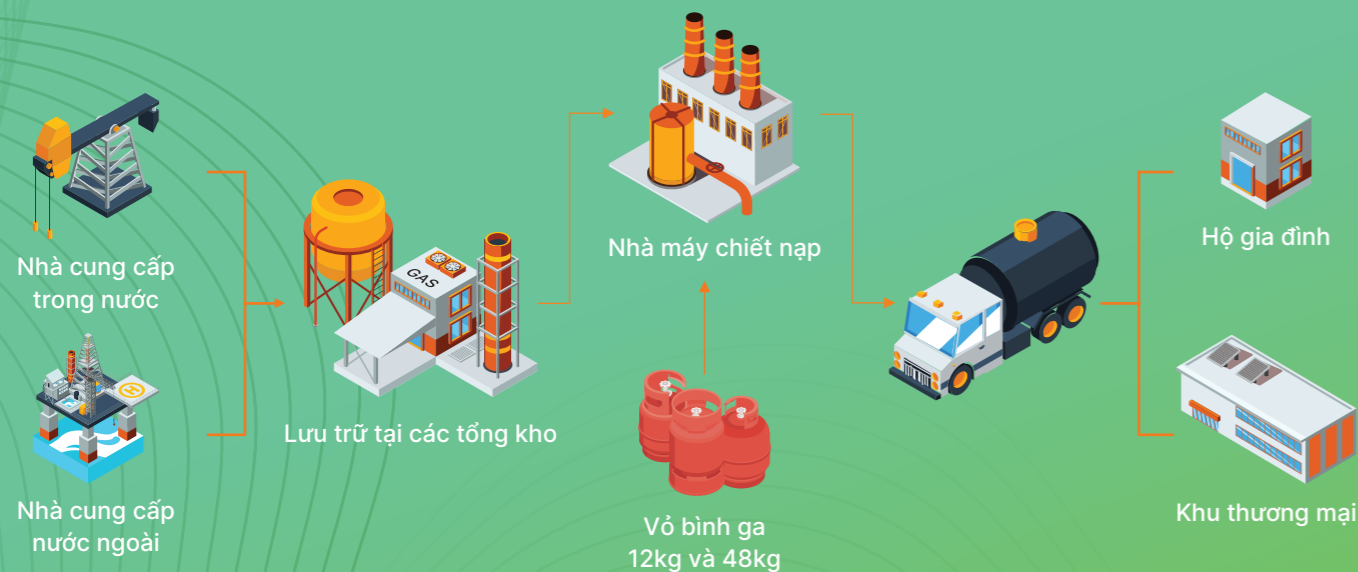 Nhà cung cấp
trong nước
Nhà cung cấp
nước ngoài
GAS
Lưu trữ tại các tổng kho
Nhà máy chiết nạp
Vỏ bình ga
12kg và 48kg
Hộ gia đình
Khu thương mại
H